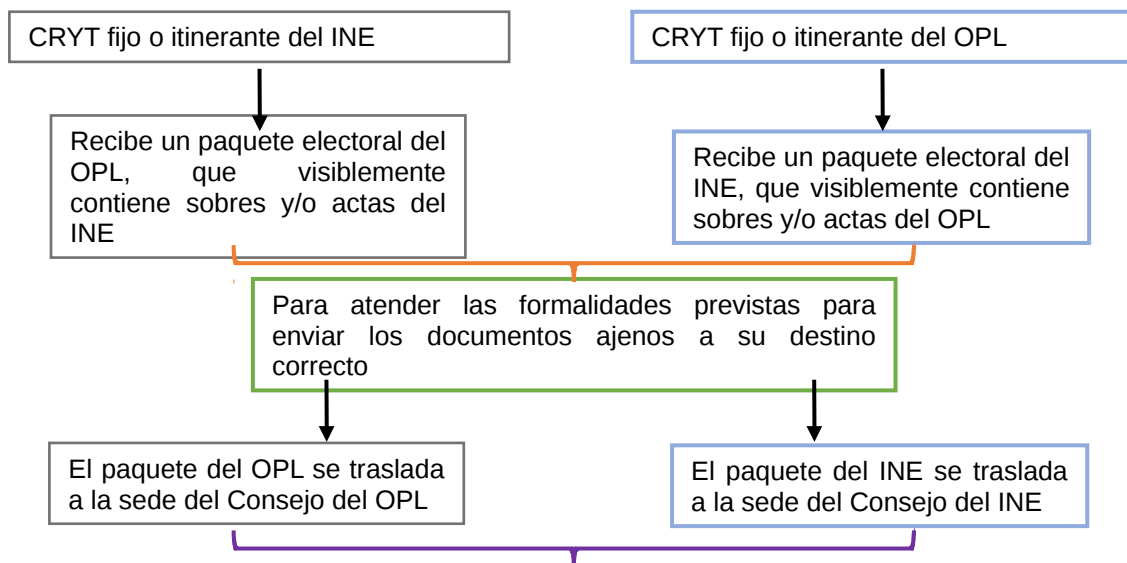 CRYT fijo o itinerante del INE
CRYT fijo o itinerante del OPL
Recibe un paquete electoral del
OPL, que visiblemente
contiene sobres y/o actas del
INE
Recibe un paquete electoral del
INE, que visiblemente contiene
sobres y/o actas del OPL
Para atender las formalidades previstas para
enviar los documentos ajenos a su destino
correcto
El paquete del OPL se traslada
a la sede del Consejo del OPL
El paquete del INE se traslada
a la sede del Consejo del INE